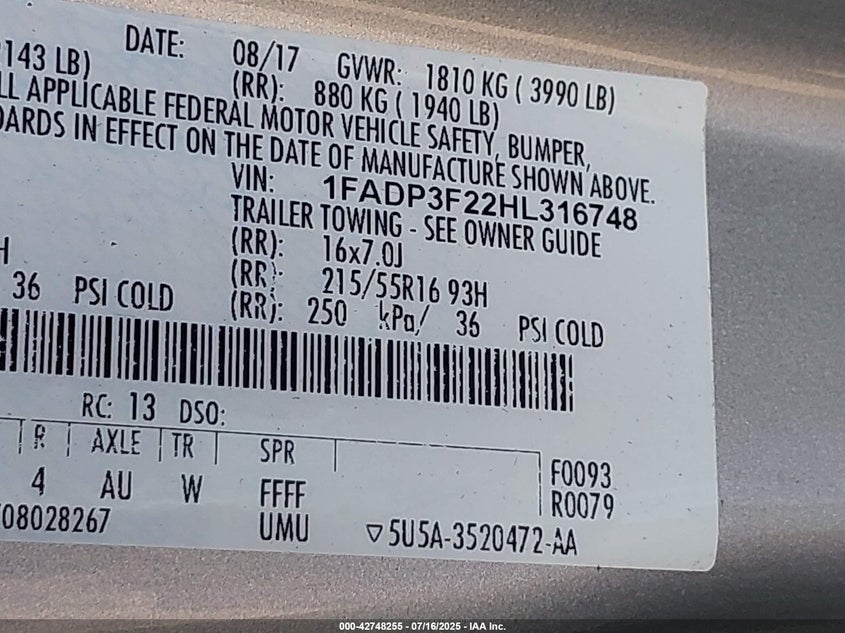 DATE: 08/17 GVWR: 1810 KG ( 3990 LB)
2143 LB) (RR): 880 KG ( 1940 LB)
LL APPLICABLE FEDERAL MOTOR VEHICLE SAFETY, BUMPER,
DARDS IN EFFECT ON THE DATE OF MANUFACTURE SHOWN ABOVE.
VIN: 1FADP3F22HL316748
TRAILER TOWING - SEE OWNER GUIDE
(RR): 16x7.0J
H (RR): 215/55R16 93H
36 PSI COLD (RR): 250 kPa/ 36 PSI COLD
RC: 13 DSO:
R AXLE TR SPR
4 AU W FFFF F0093
R0079
08028267 UMU ▽5U5A-3520472-AA
000-42748255 - 07/16/2025 - IAA Inc.